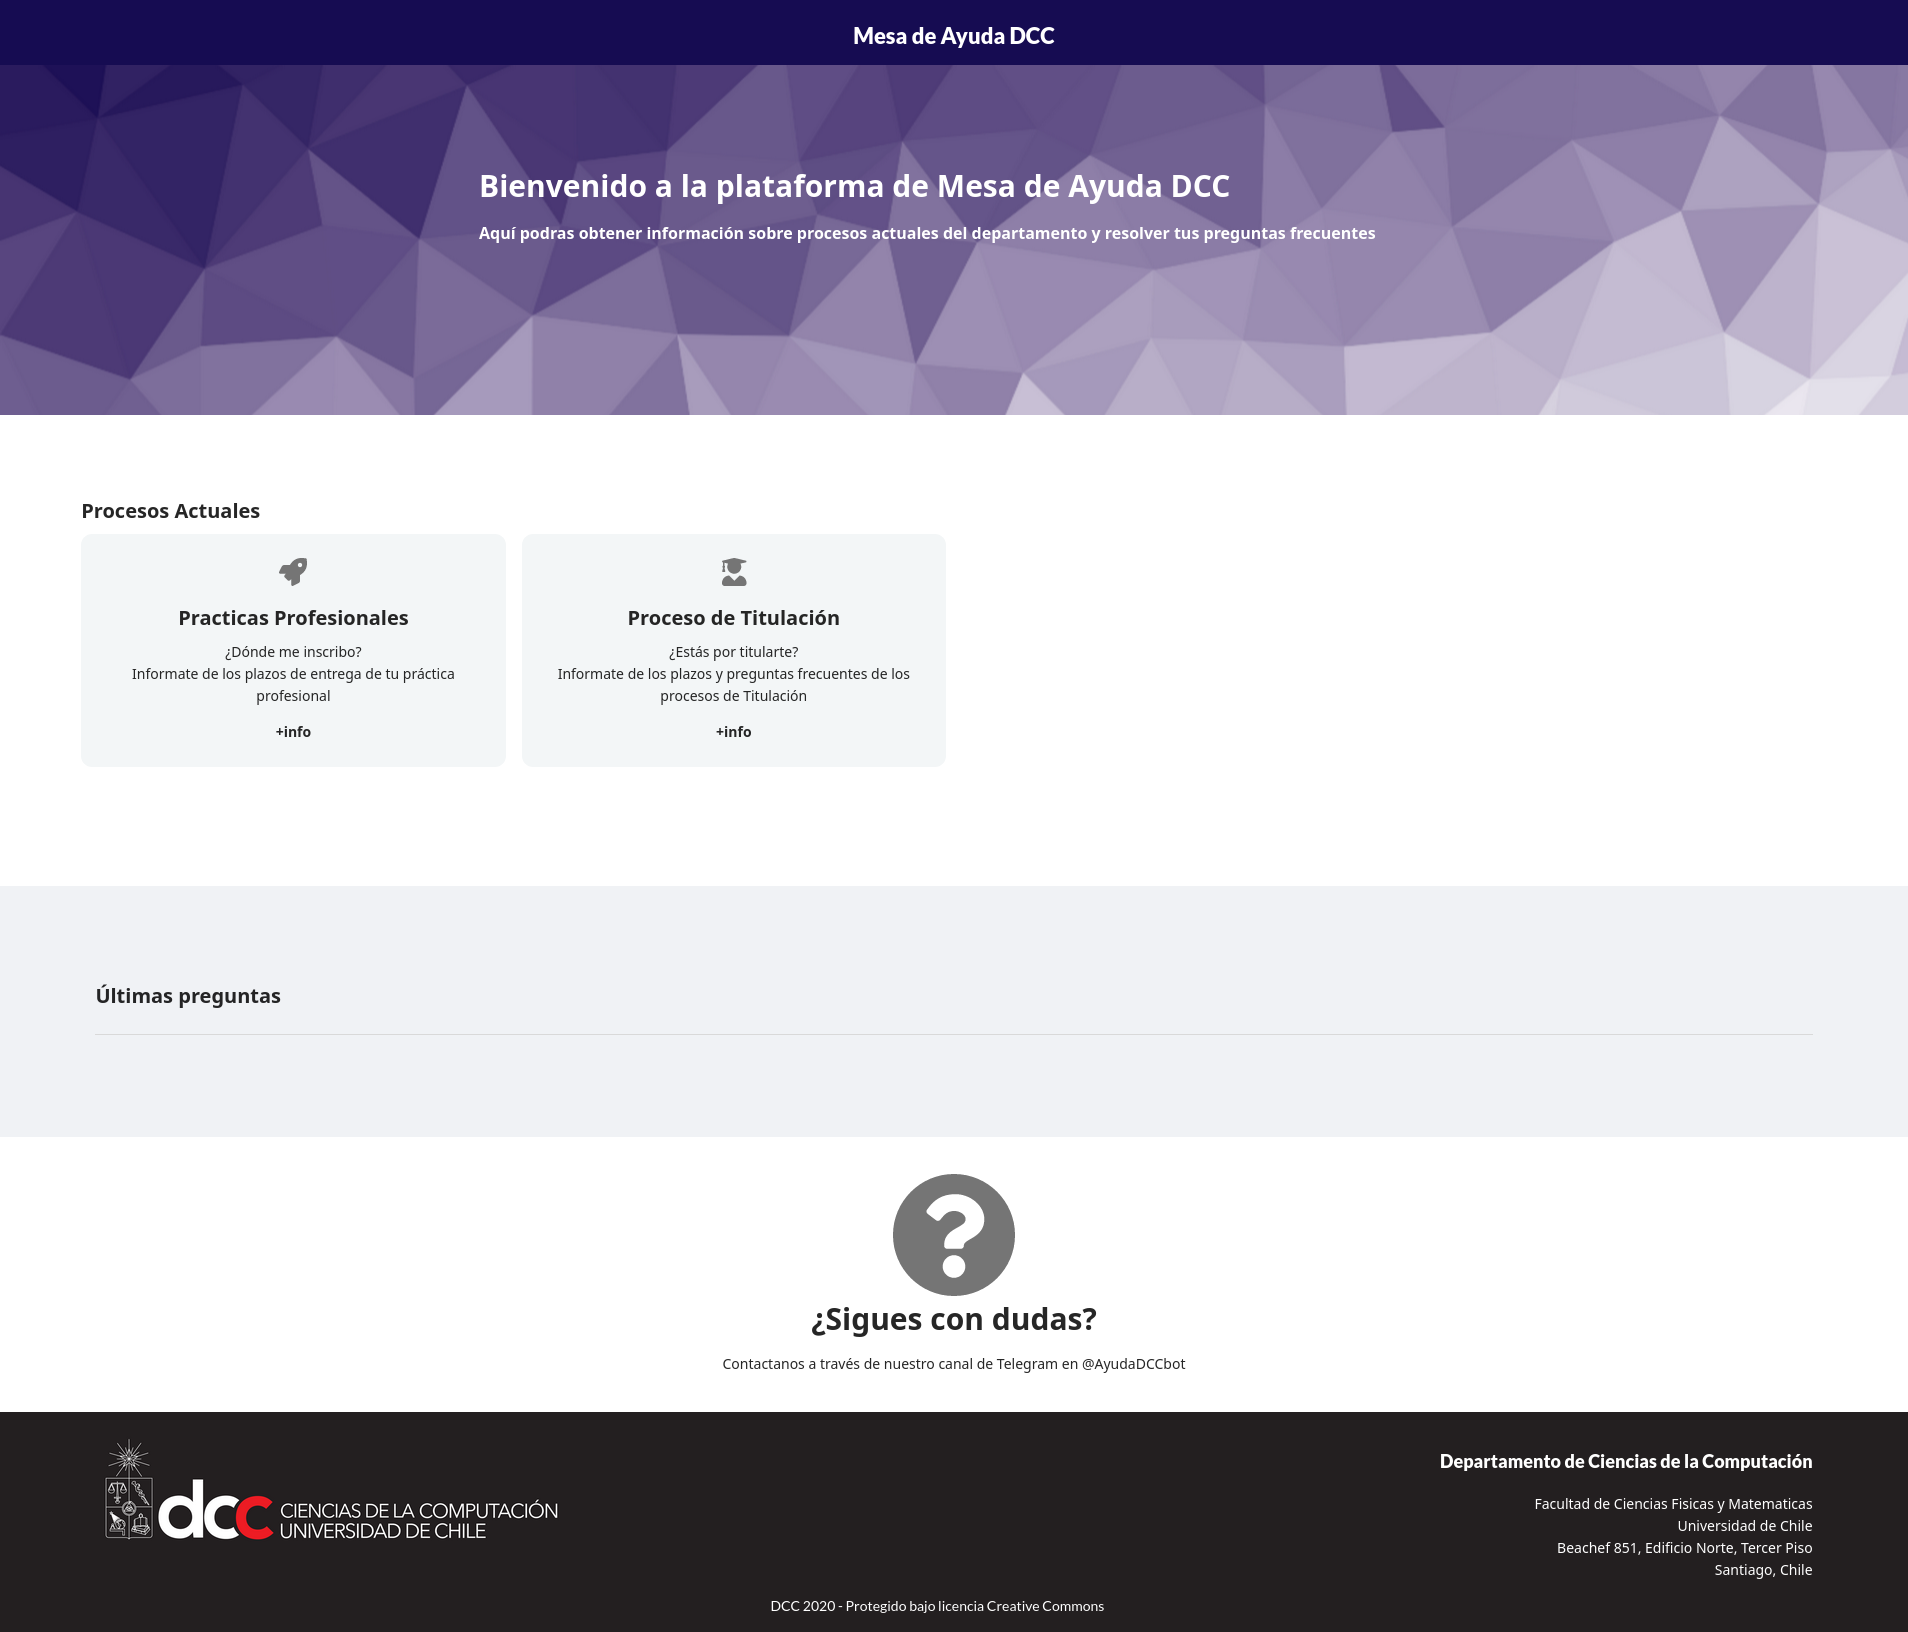 Mesa de Ayuda DCC
Bienvenido a la plataforma de Mesa de Ayuda DCC
Aquí podras obtener información sobre procesos actuales del departamento y resolver tus preguntas frecuentes
Procesos Actuales
Practicas Profesionales
¿Dónde me inscribo?
Informate de los plazos de entrega de tu práctica
profesional
+info
Proceso de Titulación
¿Estás por titularte?
Informate de los plazos y preguntas frecuentes de los
procesos de Titulación
+info
Últimas preguntas
¿Sigues con dudas?
Contactanos a través de nuestro canal de Telegram en @AyudaDCCbot
dcc CIENCIAS DE LA COMPUTACIÓN
UNIVERSIDAD DE CHILE
Departamento de Ciencias de la Computación
Facultad de Ciencias Fisicas y Matematicas
Universidad de Chile
Beachef 851, Edificio Norte, Tercer Piso
Santiago, Chile
DCC 2020 - Protegido bajo licencia Creative Commons